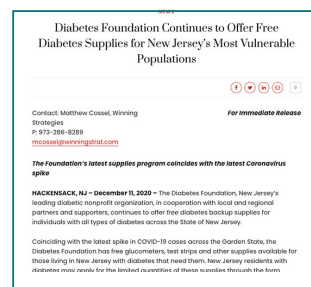 NEWS
Diabetes Foundation Continues to Offer Free
Diabetes Supplies for New Jersey's Most Vulnerable
Populations
0
Contact: Matthew Cossel, Winning
Strategies
P: 973-286-8289
mcossel@winningstrat.com
For Immediate Release
The Foundation's latest supplies program coincides with the latest Coronavirus
spike
HACKENSACK, NJ – December 11, 2020 – The Diabetes Foundation, New Jersey's
leading diabetic nonprofit organization, in cooperation with local and regional
partners and supporters, continues to offer free diabetes backup supplies for
individuals with all types of diabetes across the State of New Jersey.
Coinciding with the latest spike in COVID-19 cases across the Garden State, the
Diabetes Foundation has free glucometers, test strips and other supplies available for
those living in New Jersey with diabetes that need them. New Jersey residents with
diabetes may apply for the limited quantities of these supplies through the form